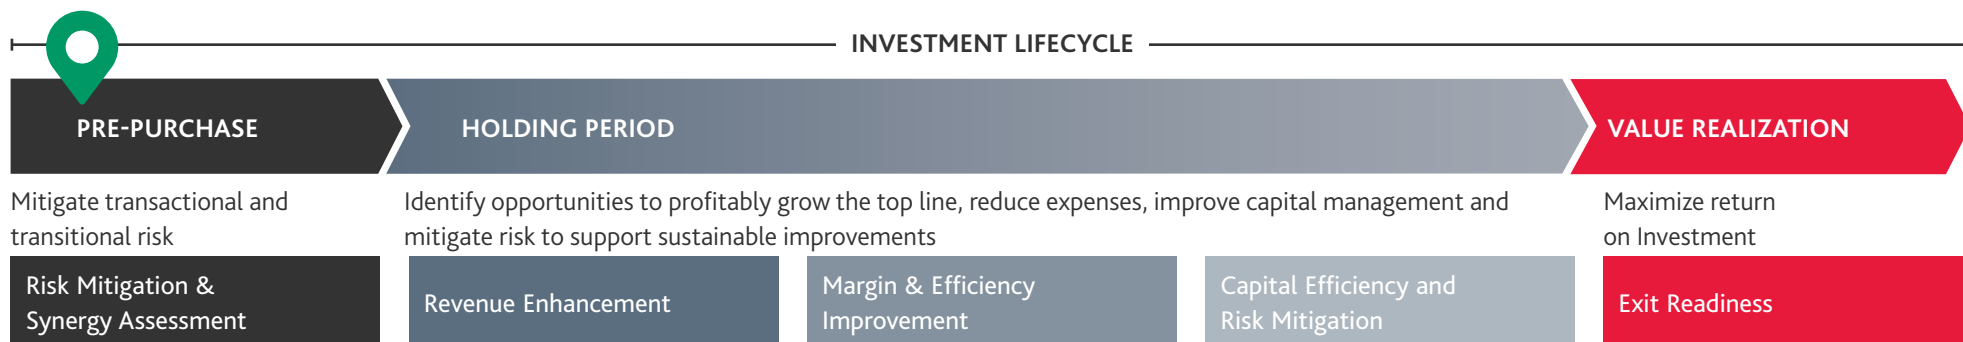 INVESTMENT LIFECYCLE
PRE-PURCHASE
HOLDING PERIOD
VALUE REALIZATION
Mitigate transactional and
transitional risk
Identify opportunities to profitably grow the top line, reduce expenses, improve capital management and
mitigate risk to support sustainable improvements
Maximize return
on Investment
Risk Mitigation &
Synergy Assessment
Revenue Enhancement
Margin & Efficiency
Improvement
Capital Efficiency and
Risk Mitigation
Exit Readiness